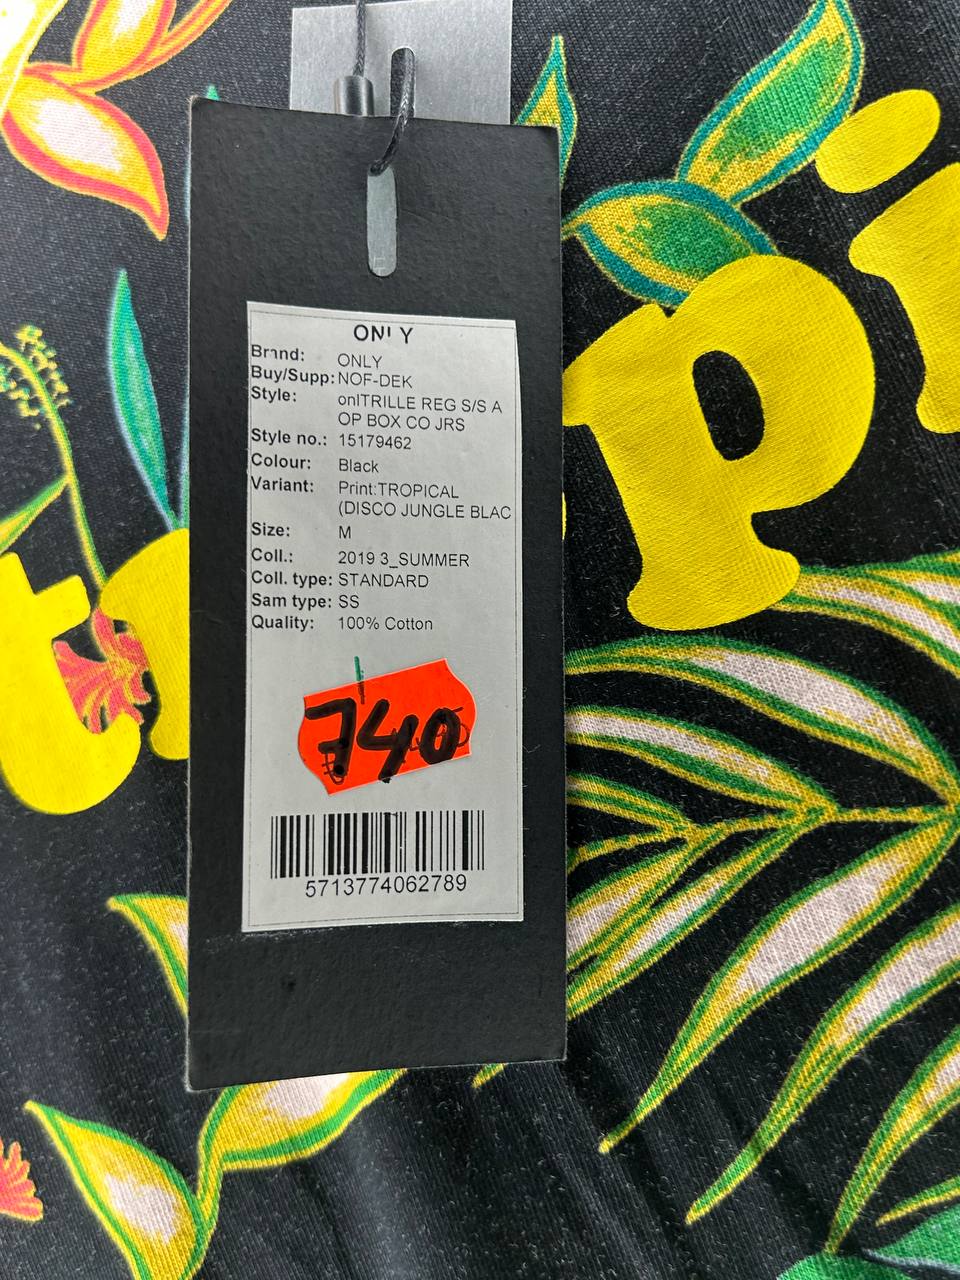 ONLY
Brand: ONLY
Buy/Supp: NOF-DEK
Style: onlTRILLE REG S/S A
OP BOX CO JRS
Style no.: 15179462
Colour: Black
Variant: Print:TROPICAL
(DISCO JUNGLE BLAC
Size: M
Coll.: 2019 3_SUMMER
Coll. type: STANDARD
Sam type: SS
Quality: 100% Cotton
740
5713774062789
p